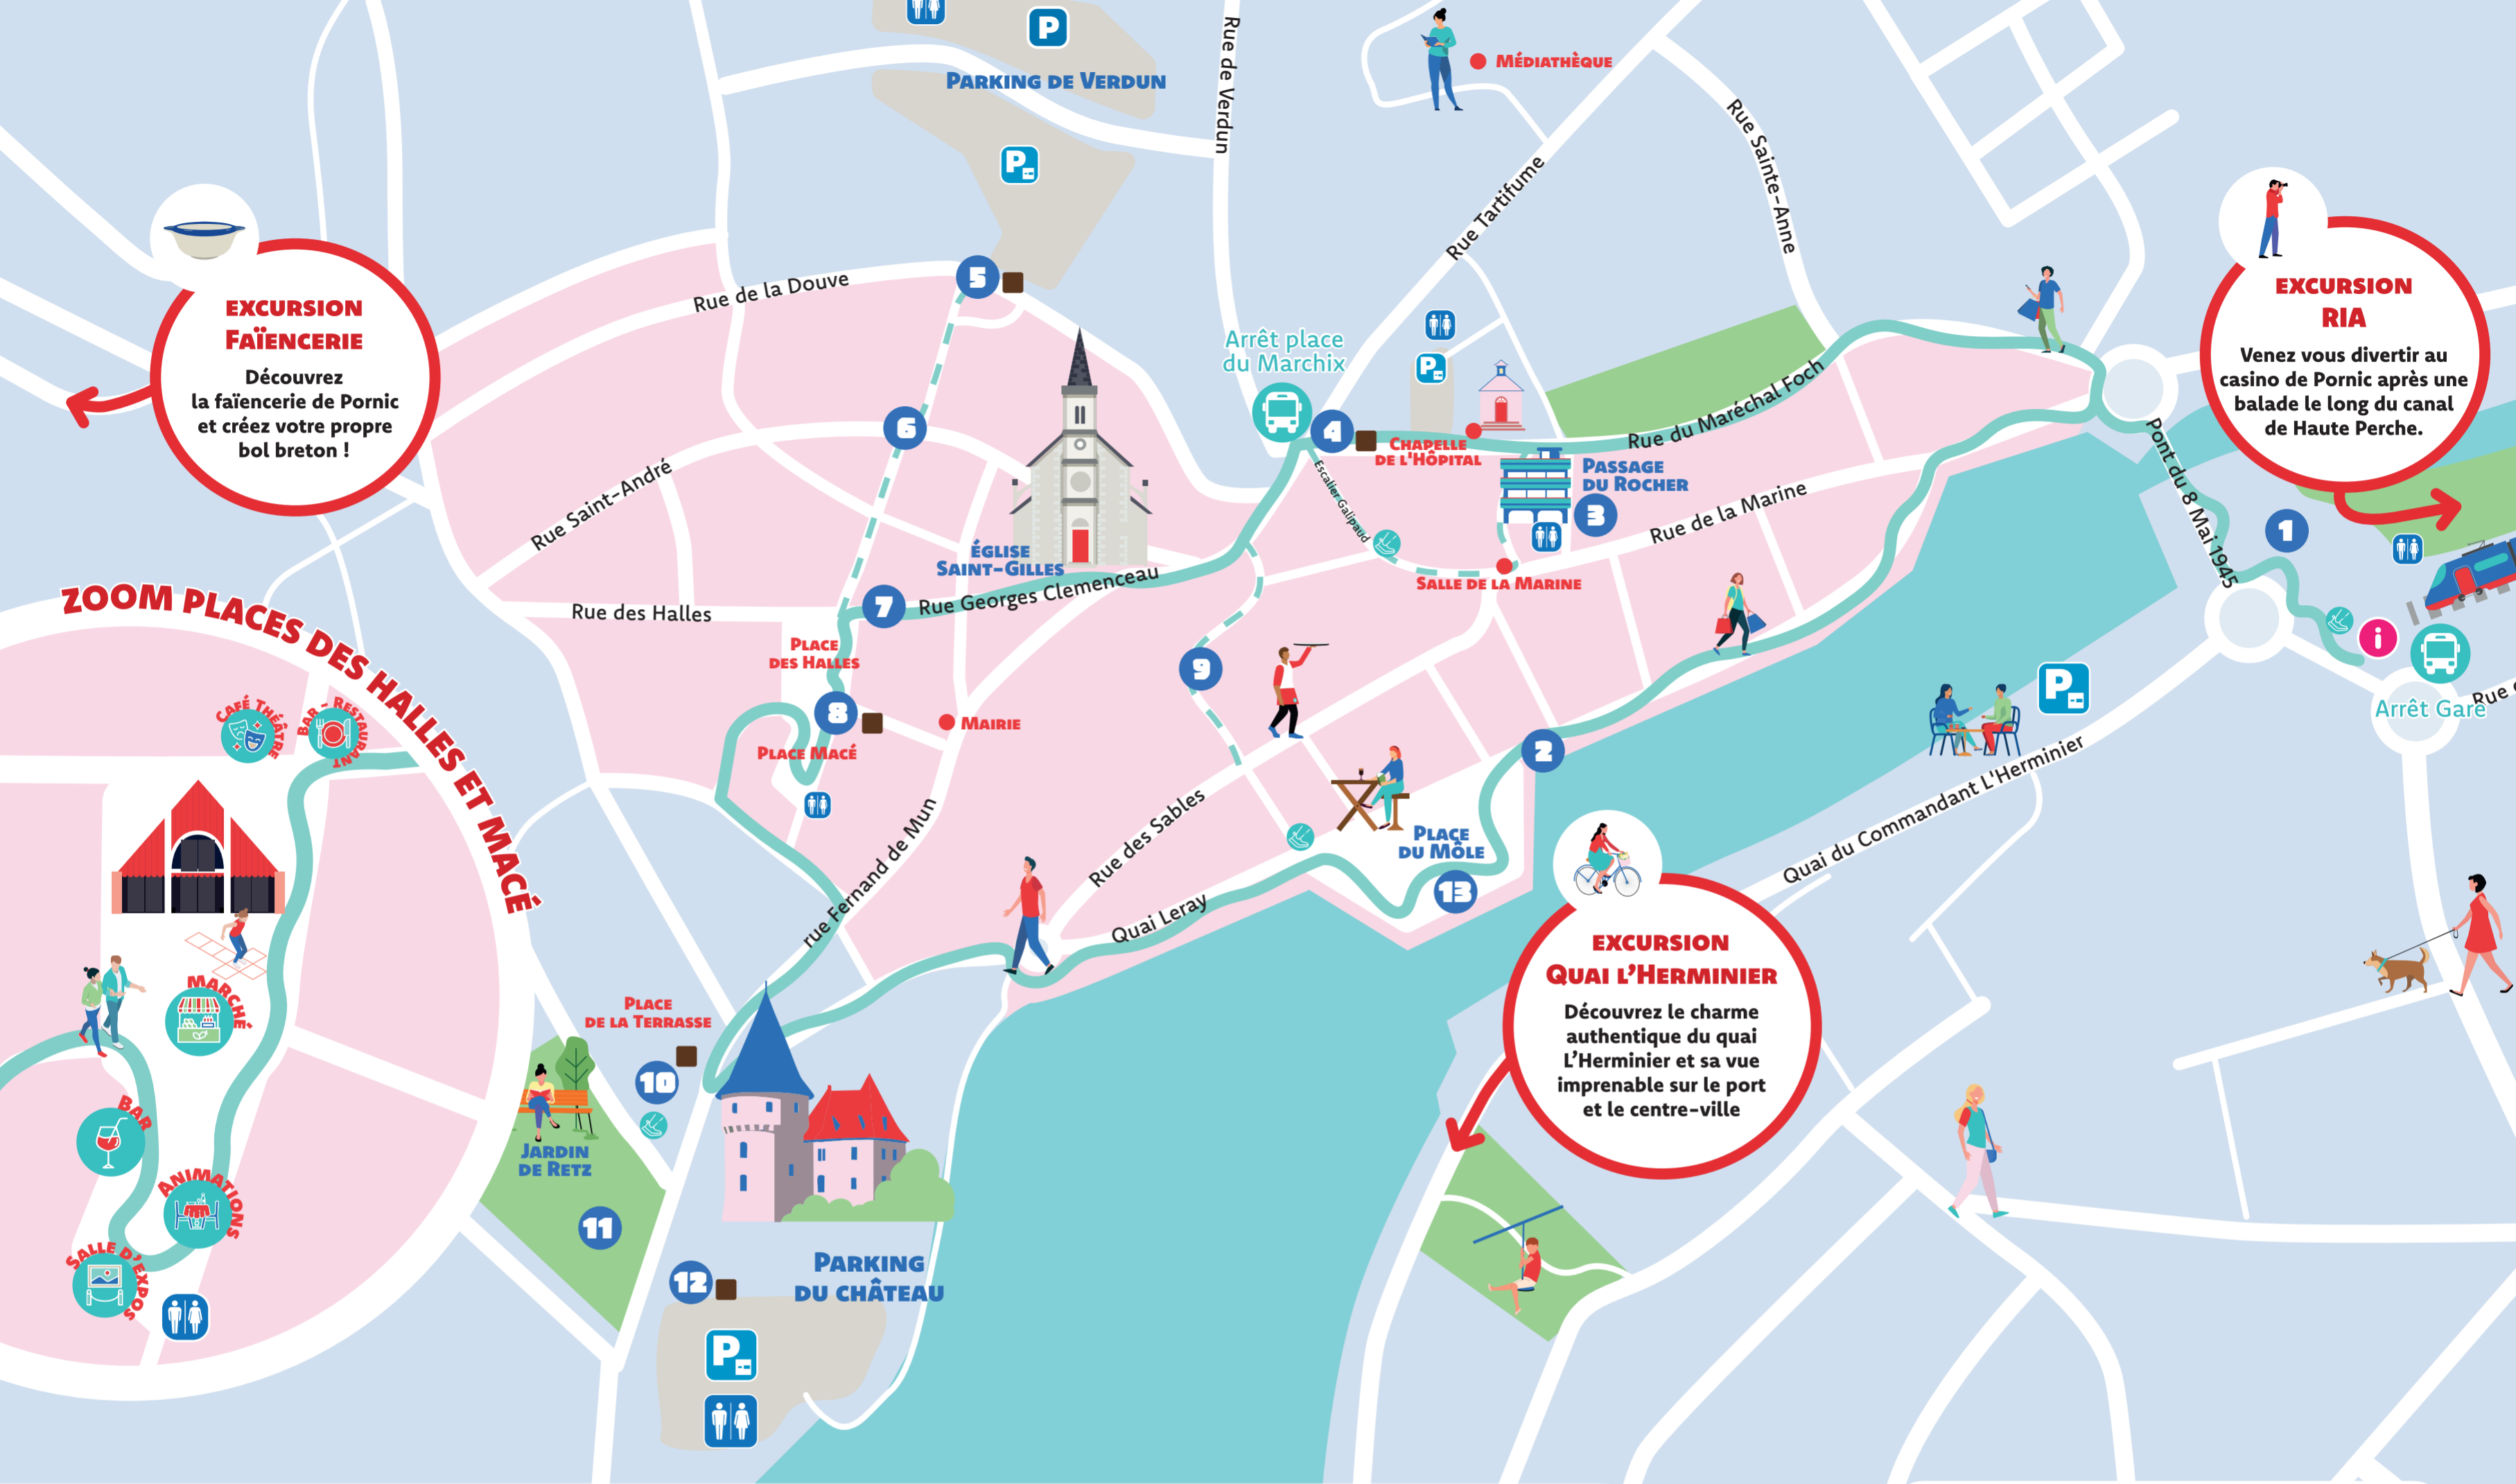 P
PARKING DE VERDUN
P
Rue de Verdun
MÉDIATHÈQUE
Rue Tartifume
Rue Sainte-Anne
EXCURSION
FAÏENCERIE
Découvrez
la faïencerie de Pornic
et créez votre propre
bol breton !
EXCURSION
RIA
Venez vous divertir au
casino de Pornic après une
balade le long du canal
de Haute Perche.
Rue de la Douve
5
6
Rue Saint-André
Arrêt place
du Marchix
4
P
CHAPELLE
DE L'HÔPITAL
Rue du Maréchal Foch
PASSAGE
DU ROCHER
3
Escalier Galipaud
Rue de la Marine
SALLE DE LA MARINE
Pont du 8 Mai 1945
1
i
Arrêt Gare
Rue
ÉGLISE
SAINT-GILLES
7
Rue Georges Clemenceau
Rue des Halles
PLACE
DES HALLES
8
PLACE MACÉ
MAIRIE
9
2
P
Quai du Commandant L'Herminier
PLACE
DU MÔLE
13
Rue des Sables
Quai Leray
rue Fernand de Mun
ZOOM PLACES DES HALLES ET MACÉ
CAFÉ THÉÂTRE
BAR - RESTAURANT
MARCHÉ
BAR
ANIMATIONS
SALLE D'EXPOS
PLACE
DE LA TERRASSE
10
JARDIN
DE RETZ
11
12
PARKING
DU CHÂTEAU
P
EXCURSION
QUAI L'HERMINIER
Découvrez le charme
authentique du quai
L'Herminier et sa vue
imprenable sur le port
et le centre-ville